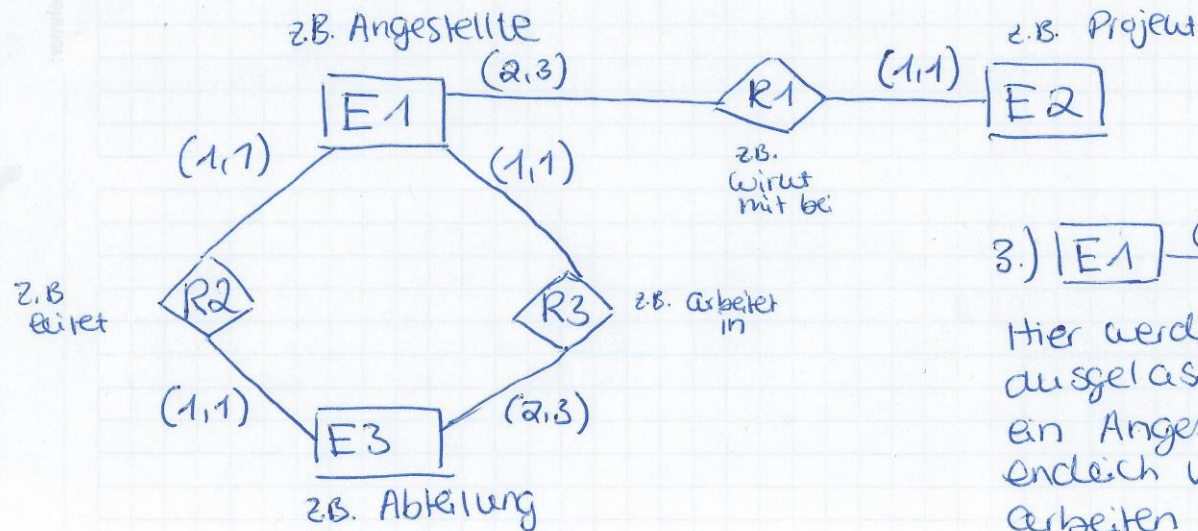 z.B. Angestellte
z.B. Projekt
(2,3)
(1,1)
E1
R1
E2
(1,1)
(1,1)
z.B.
wirkt
mit bei
3.) E1
z.B
leitet
R2
R3
z.B. arbeitet
in
Hier werd
ausgelas
(1,1)
(2,3)
ein Anges
E3
endlich
z.B. Abteilung
arbeiten